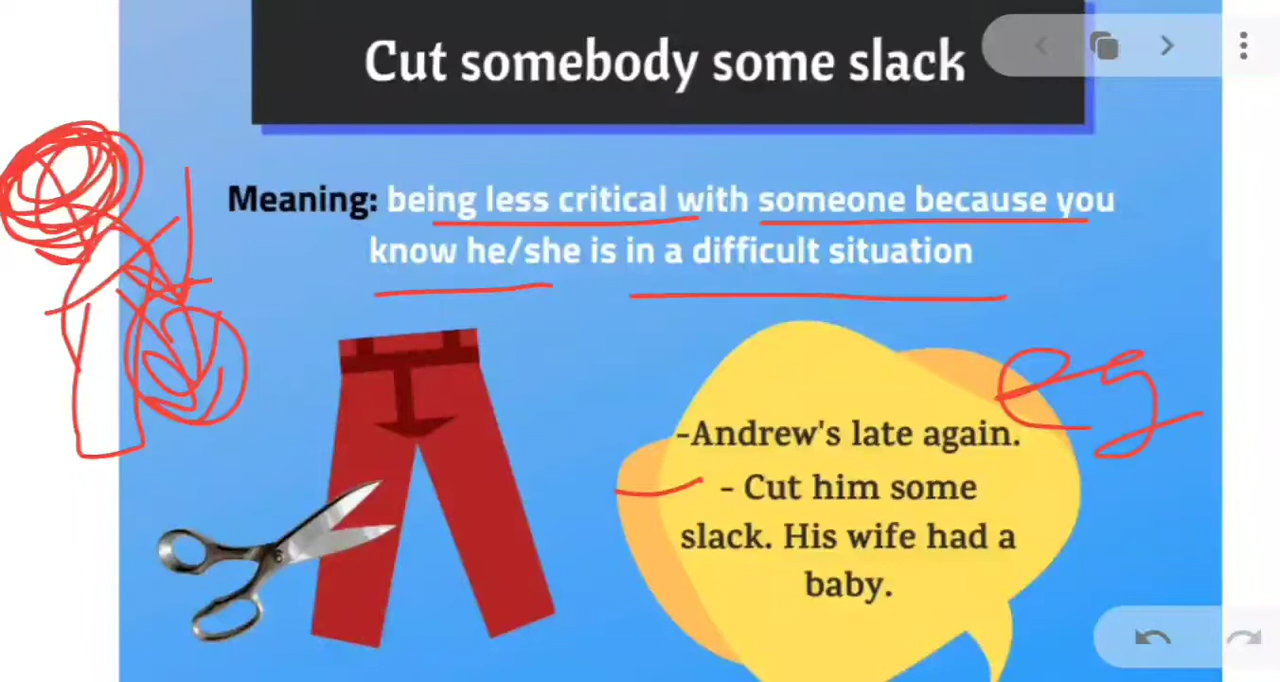 Cut somebody some slack
Meaning: being less critical with someone because you
know he/she is in a difficult situation
eg
-Andrew's late again.
- Cut him some
slack. His wife had a
baby.